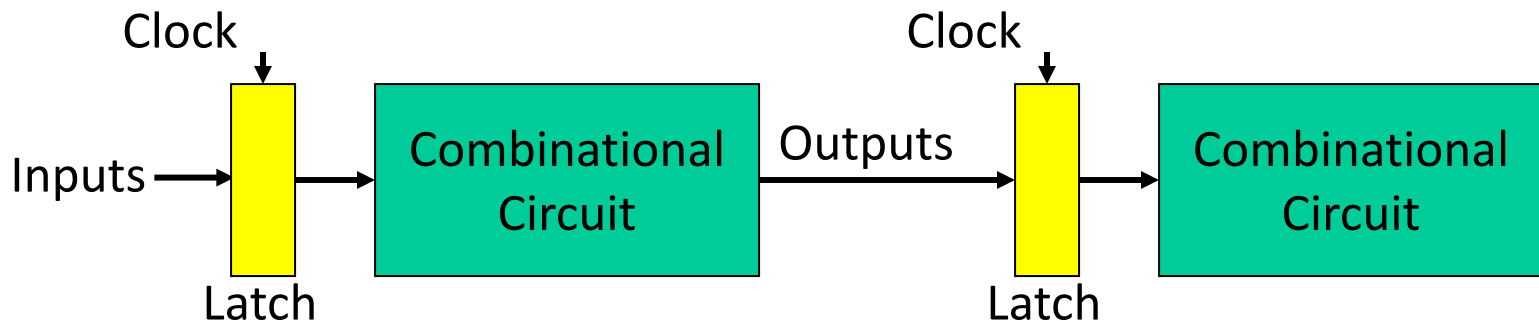 Clock
Clock
Inputs
Combinational
Circuit
Outputs
Combinational
Circuit
Latch
Latch